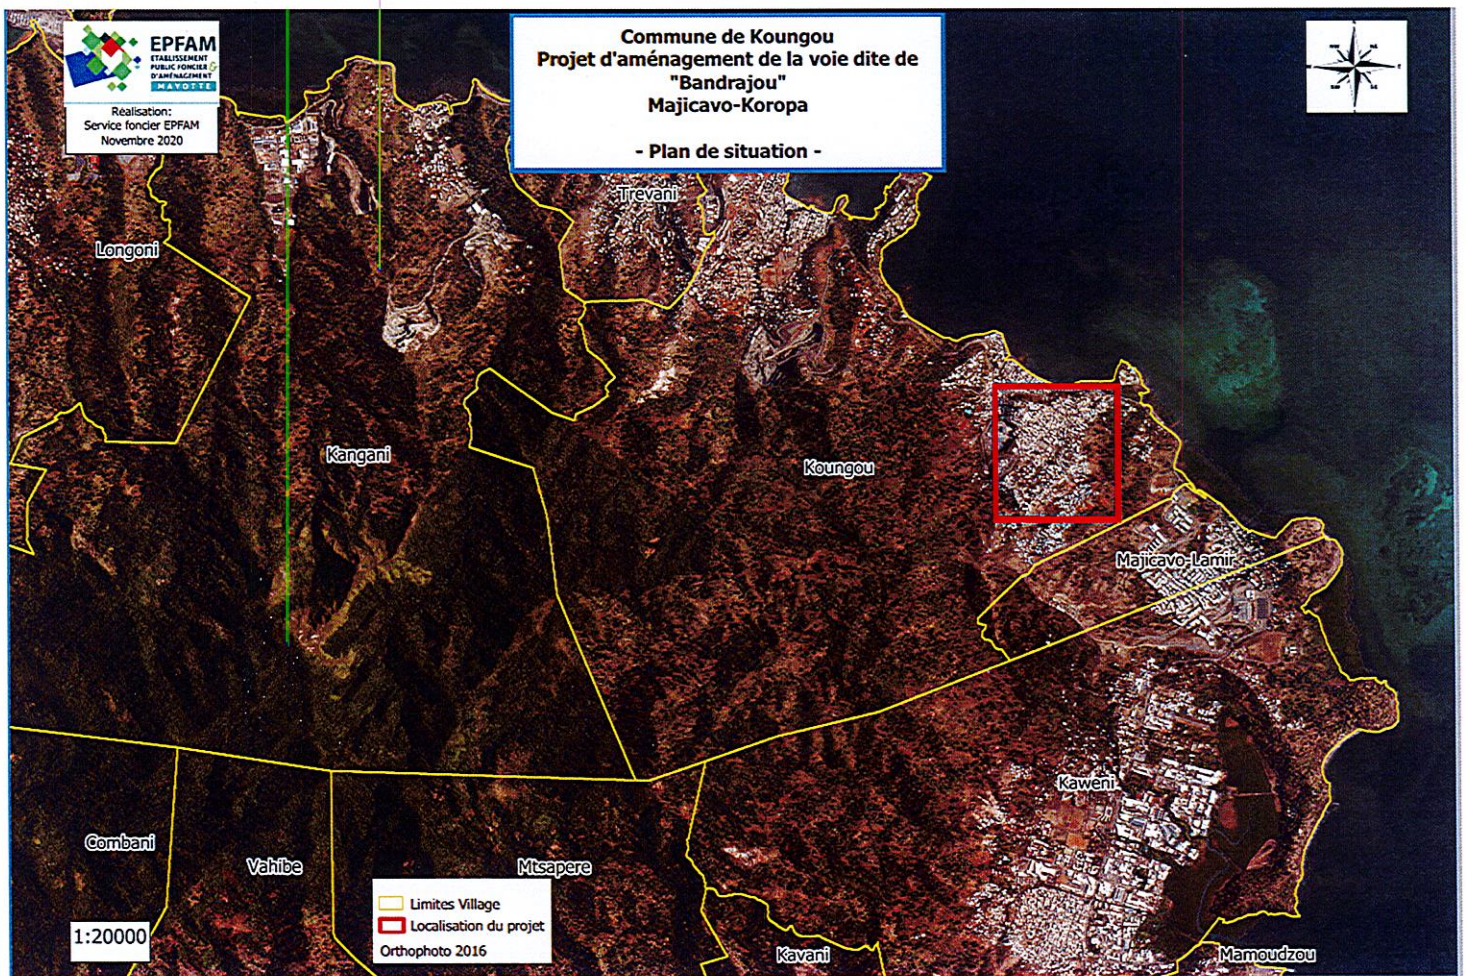 EPFAM
ETABLISSEMENT
PUBLIC FONCIER &
D'AMÉNAGEMENT
MAYOTTE
Réalisation:
Service foncier EPFAM
Novembre 2020
Commune de Koungou
Projet d'aménagement de la voie dite de
"Bandrajou"
Majicavo-Koropa
- Plan de situation -
Trevani
Longoni
Kangani
Koungou
Majicavo-Lamir
Kaweni
Combani
Vahibe
Mtsapere
Limites Village
Localisation du projet
Orthophoto 2016
1:20000
Kavani
Mamoudzou